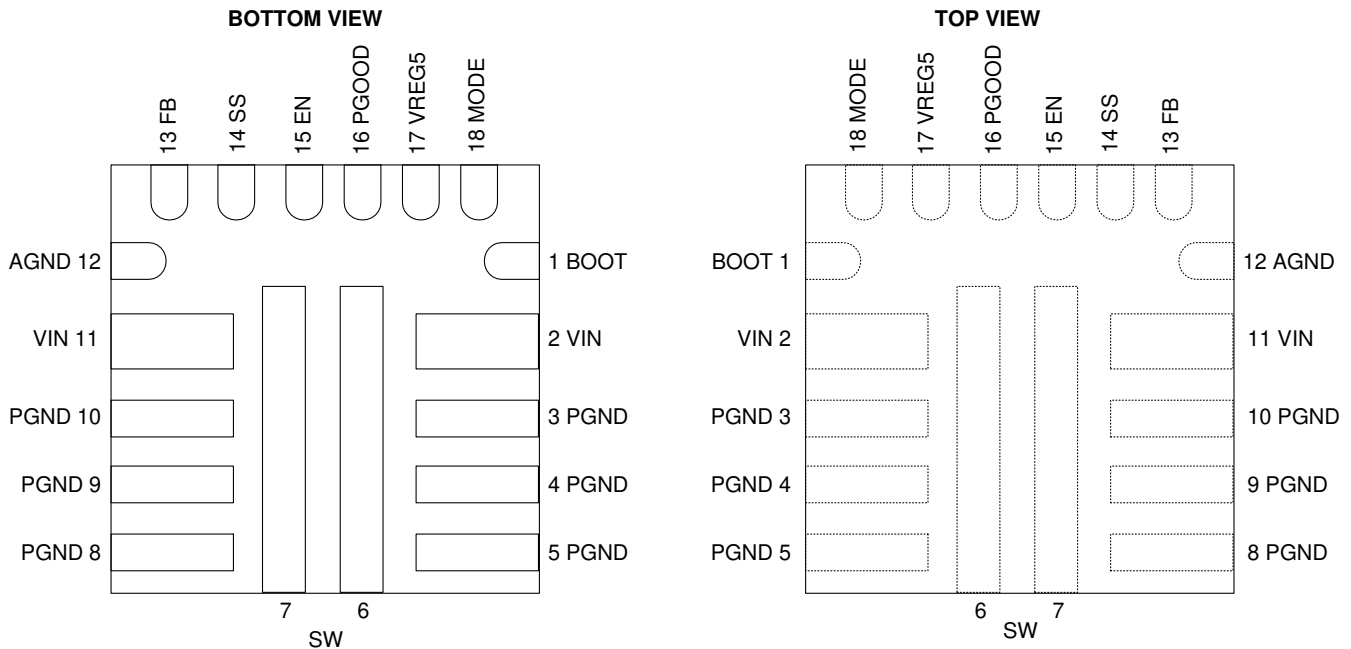 BOTTOM VIEW
13 FB
14 SS
15 EN
16 PGOOD
17 VREG5
18 MODE
AGND 12
1 BOOT
VIN 11
2 VIN
PGND 10
3 PGND
PGND 9
4 PGND
PGND 8
5 PGND
7
6
SW
TOP VIEW
18 MODE
17 VREG5
16 PGOOD
15 EN
14 SS
13 FB
BOOT 1
12 AGND
VIN 2
11 VIN
PGND 3
10 PGND
PGND 4
9 PGND
PGND 5
8 PGND
6
7
SW